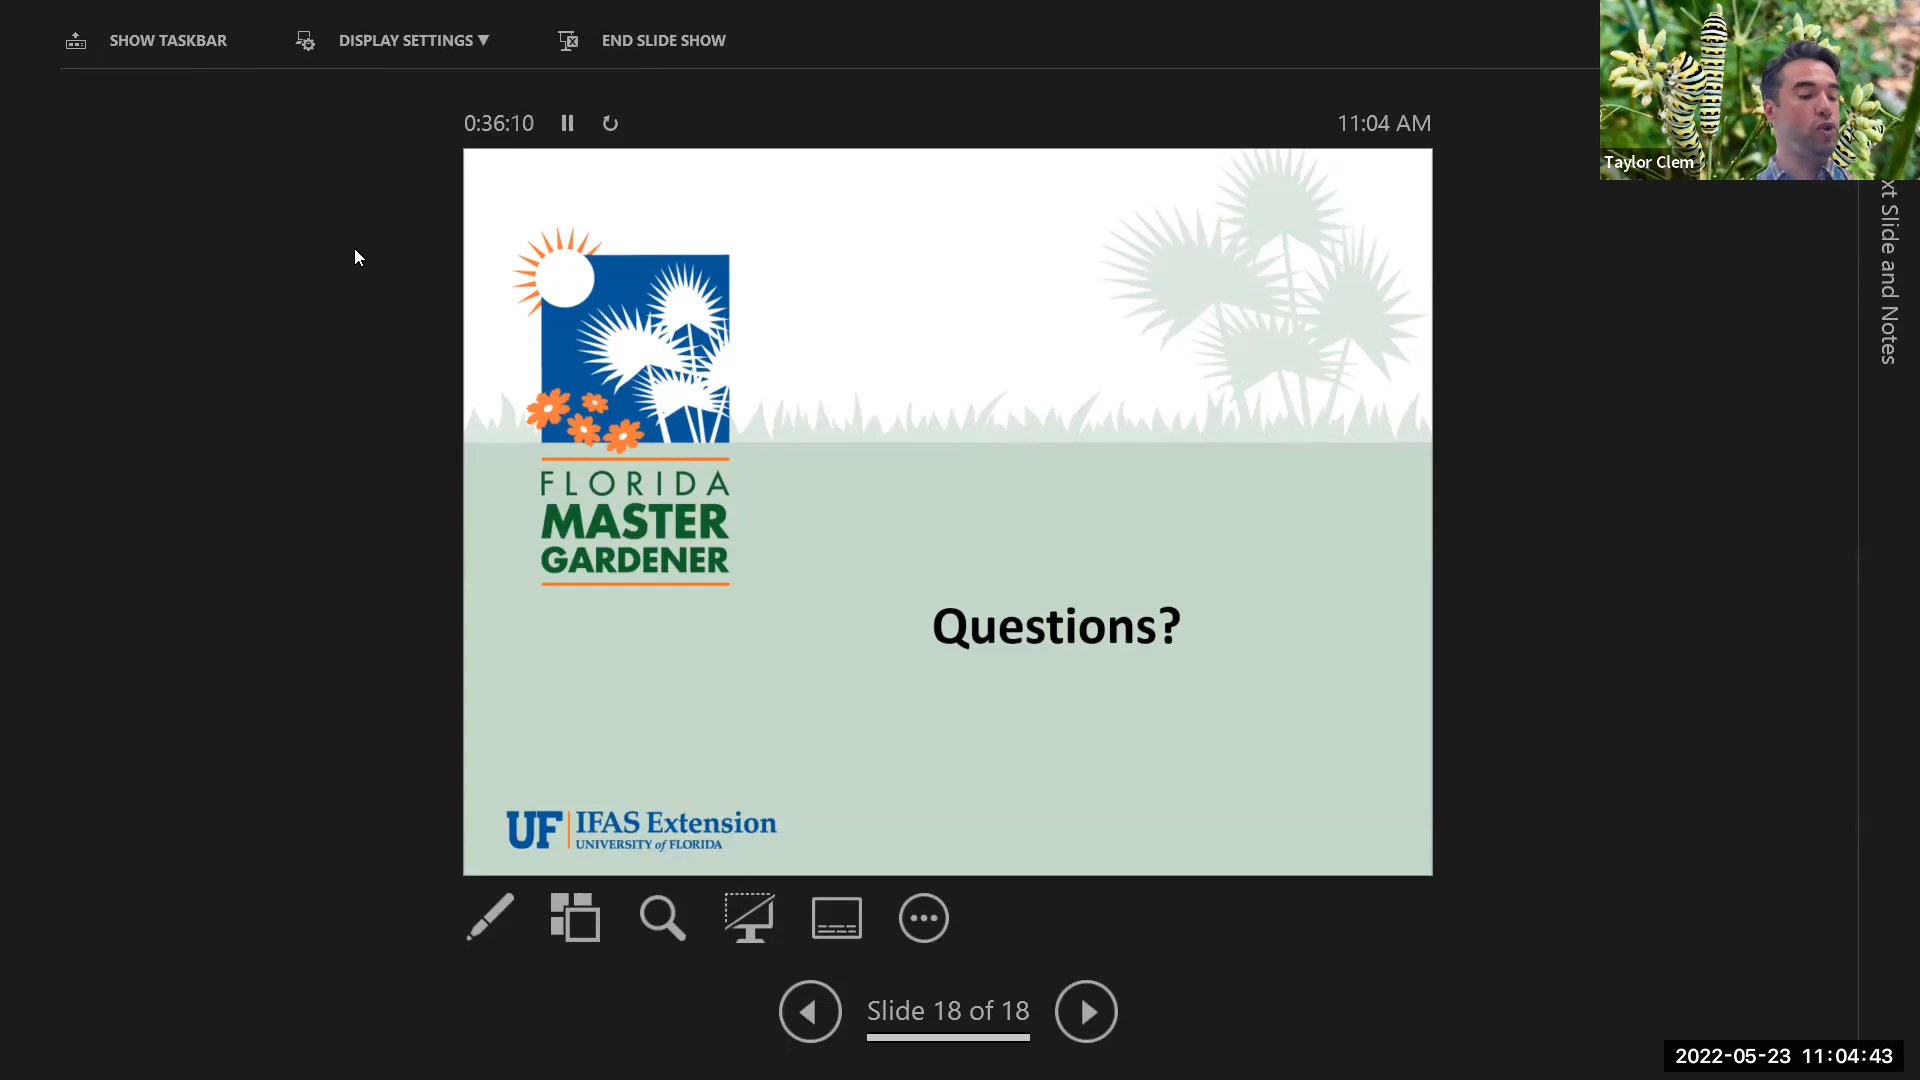 SHOW TASKBAR
DISPLAY SETTINGS ▼
END SLIDE SHOW
Taylor Clem
0:36:10
11:04 AM
xt Slide and Notes
FLORIDA
MASTER
GARDENER
Questions?
UF IFAS Extension
UNIVERSITY of FLORIDA
Slide 18 of 18
2022-05-23 11:04:43